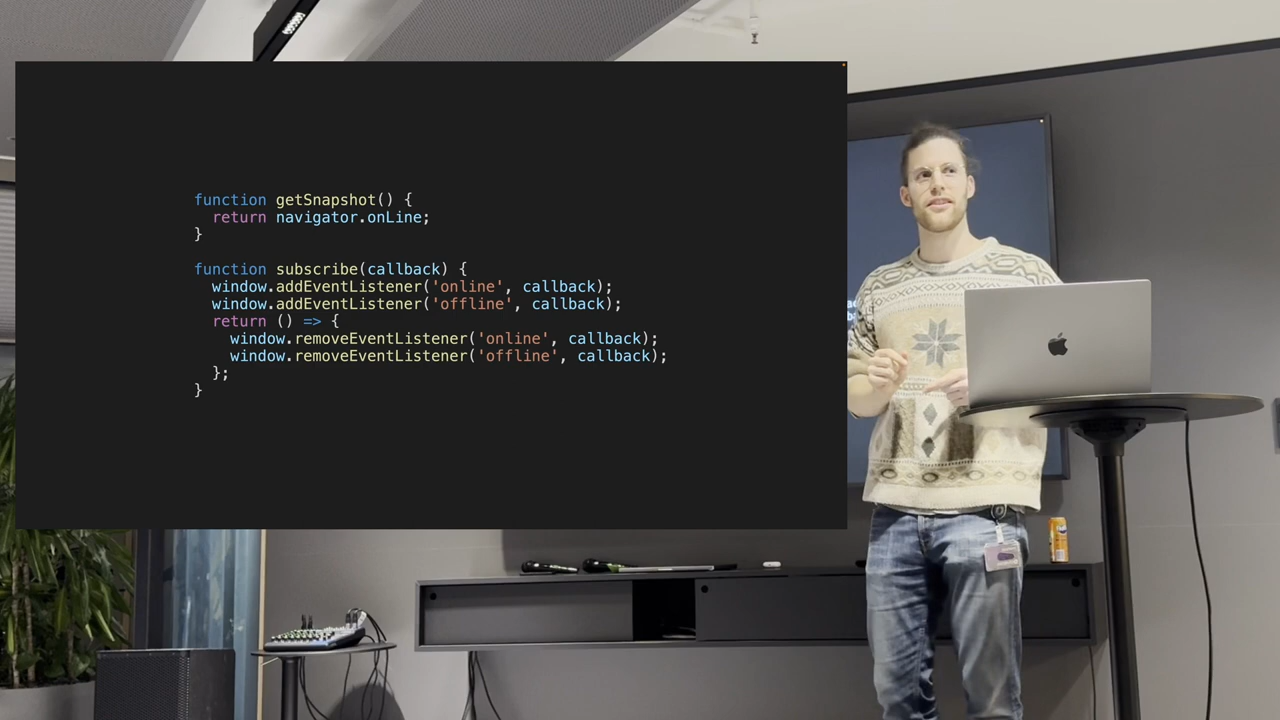 function getSnapshot() {
  return navigator.onLine;
}
function subscribe(callback) {
  window.addEventListener('online', callback);
  window.addEventListener('offline', callback);
  return () => {
    window.removeEventListener('online', callback);
    window.removeEventListener('offline', callback);
  };
}